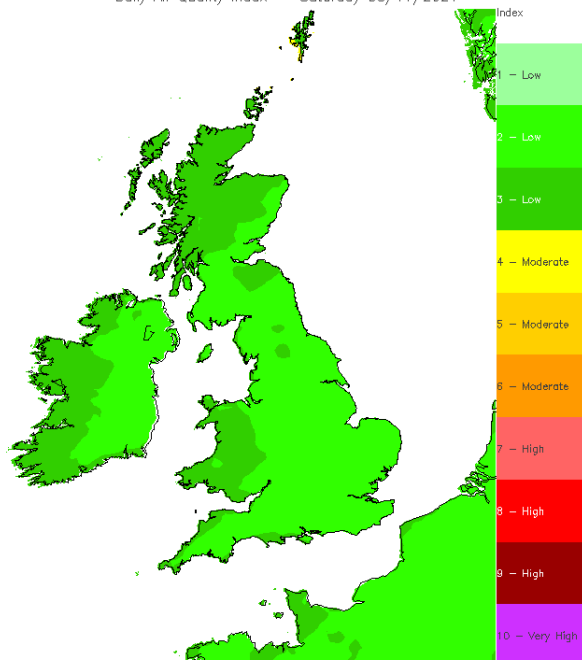 Index
1 - Low
2 - Low
3 - Low
4 - Moderate
5 - Moderate
6 - Moderate
7 - High
8 - High
9 - High
10 - Very High